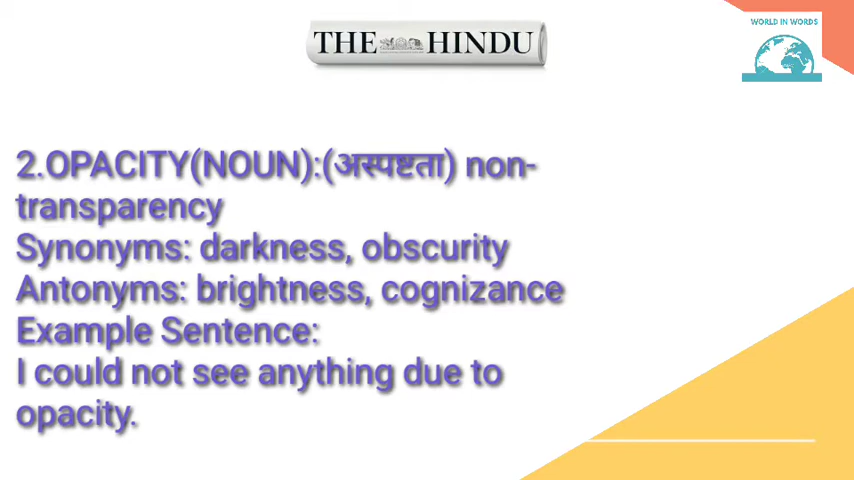 THE HINDU
WORLD IN WORDS
2.OPACITY(NOUN):(अस्पष्टता) non-
transparency
Synonyms: darkness, obscurity
Antonyms: brightness, cognizance
Example Sentence:
I could not see anything due to
opacity.